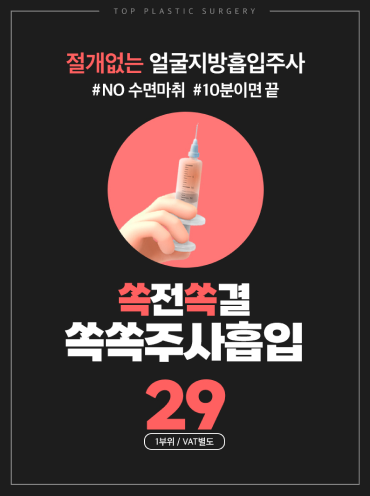 TOP PLASTIC SURGERY
절개없는 얼굴지방흡입주사
#NO 수면마취 #10분이면 끝
쏙전쏙결
쏙쏙주사흡입
29
1부위 / VAT별도